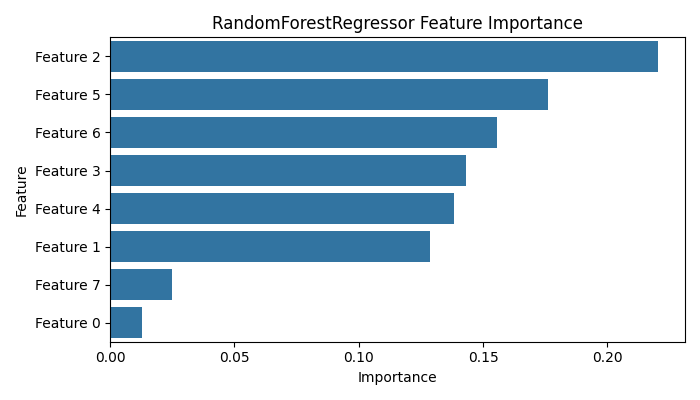 RandomForestRegressor Feature Importance
Feature 2
Feature 5
Feature 6
Feature 3
Feature 4
Feature 1
Feature 7
Feature 0
Feature
0.00 0.05 0.10 0.15 0.20
Importance